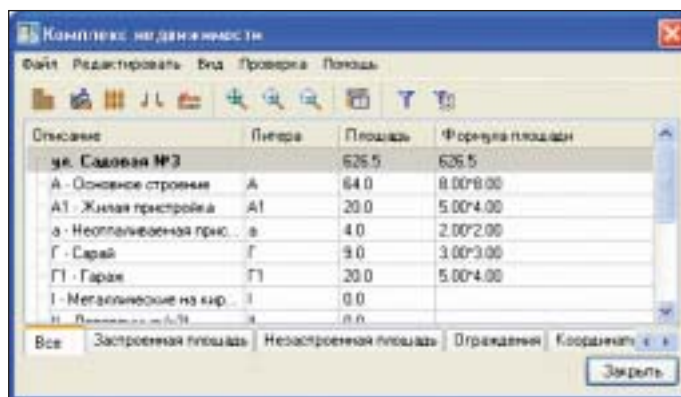 Комплекс недвижимости
Файл Редактировать Вид Проверка Помощь
Описание Литера Площадь Формула площади
ул. Садовая №3 626.5 626.5
А - Основное строение А 64.0 8.00*8.00
А1 - Жилая пристройка А1 20.0 5.00*4.00
а - Неотапливаемая прис... а 4.0 2.00*2.00
Г - Сарай Г 9.0 3.00*3.00
Г1 - Гараж Г1 20.0 5.00*4.00
I - Металлические на кир... I 0.0
II 0.0
Все Застроенная площадь Незастроенная площадь Ограждения Координаты
Закрыть